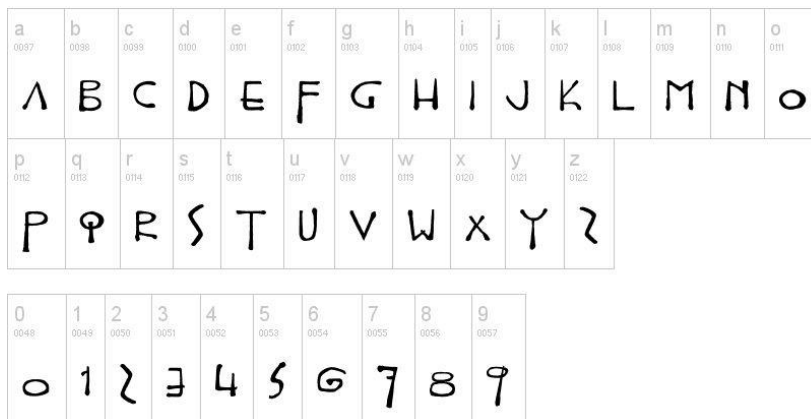 a b c d e f g h i j k l m n o
0097 0098 0099 0100 0101 0102 0103 0104 0105 0106 0107 0108 0109 0110 0111
A B C D E F G H I J K L M N O
p q r s t u v w x y z
0112 0113 0114 0115 0116 0117 0118 0119 0120 0121 0122
P Q R S T U V W X Y Z
0 1 2 3 4 5 6 7 8 9
0048 0049 0050 0051 0052 0053 0054 0055 0056 0057
0 1 2 3 4 5 6 7 8 9